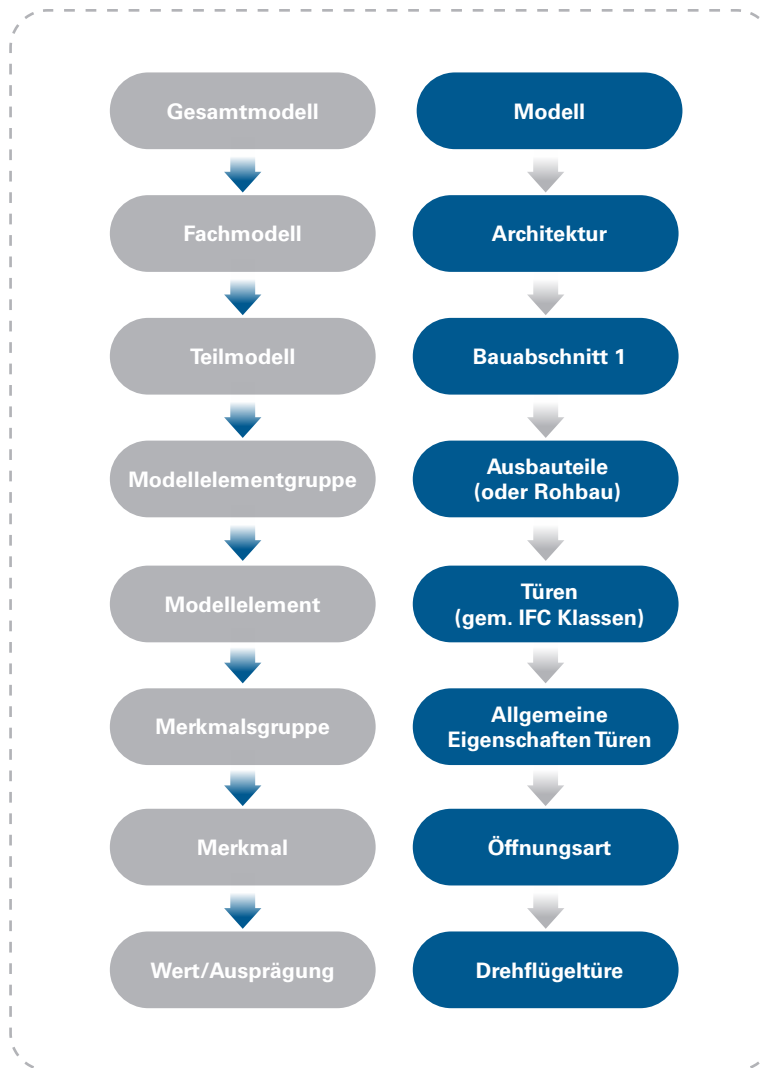 Gesamtmodell
Modell
Fachmodell
Architektur
Teilmodell
Bauabschnitt 1
Modellelementgruppe
Ausbauteile
(oder Rohbau)
Modellelement
Türen
(gem. IFC Klassen)
Merkmalsgruppe
Allgemeine
Eigenschaften Türen
Merkmal
Öffnungsart
Wert/Ausprägung
Drehflügeltüre